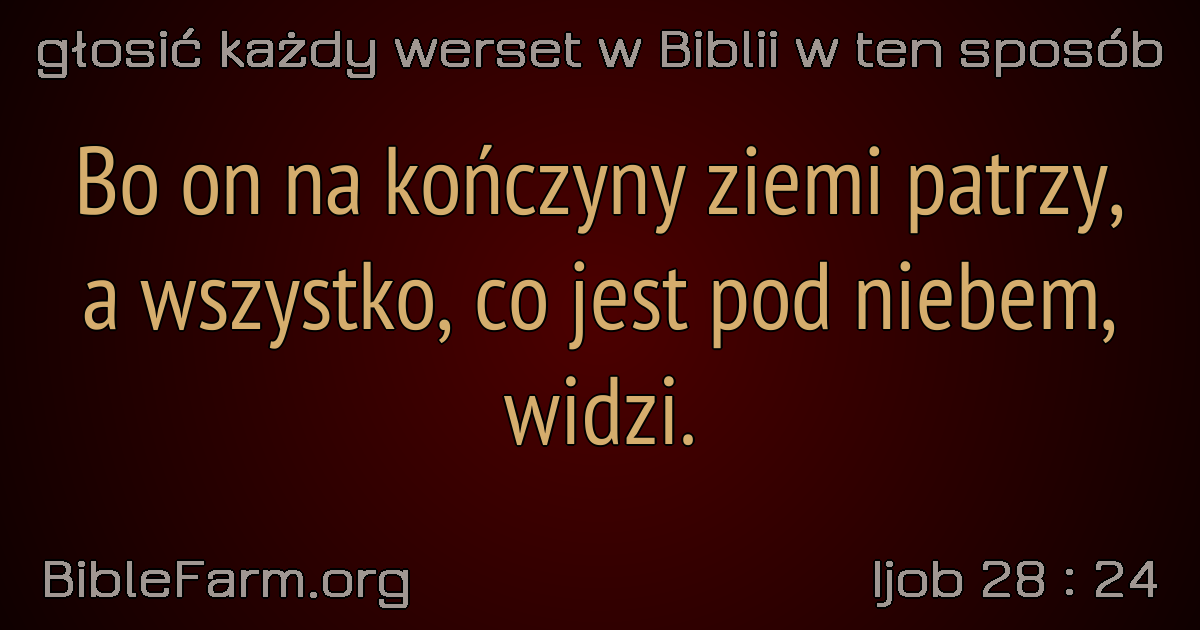 głosić każdy werset w Biblii w ten sposób
Bo on na kończyny ziemi patrzy,
a wszystko, co jest pod niebem,
widzi.
BibleFarm.org
Ijob 28 : 24